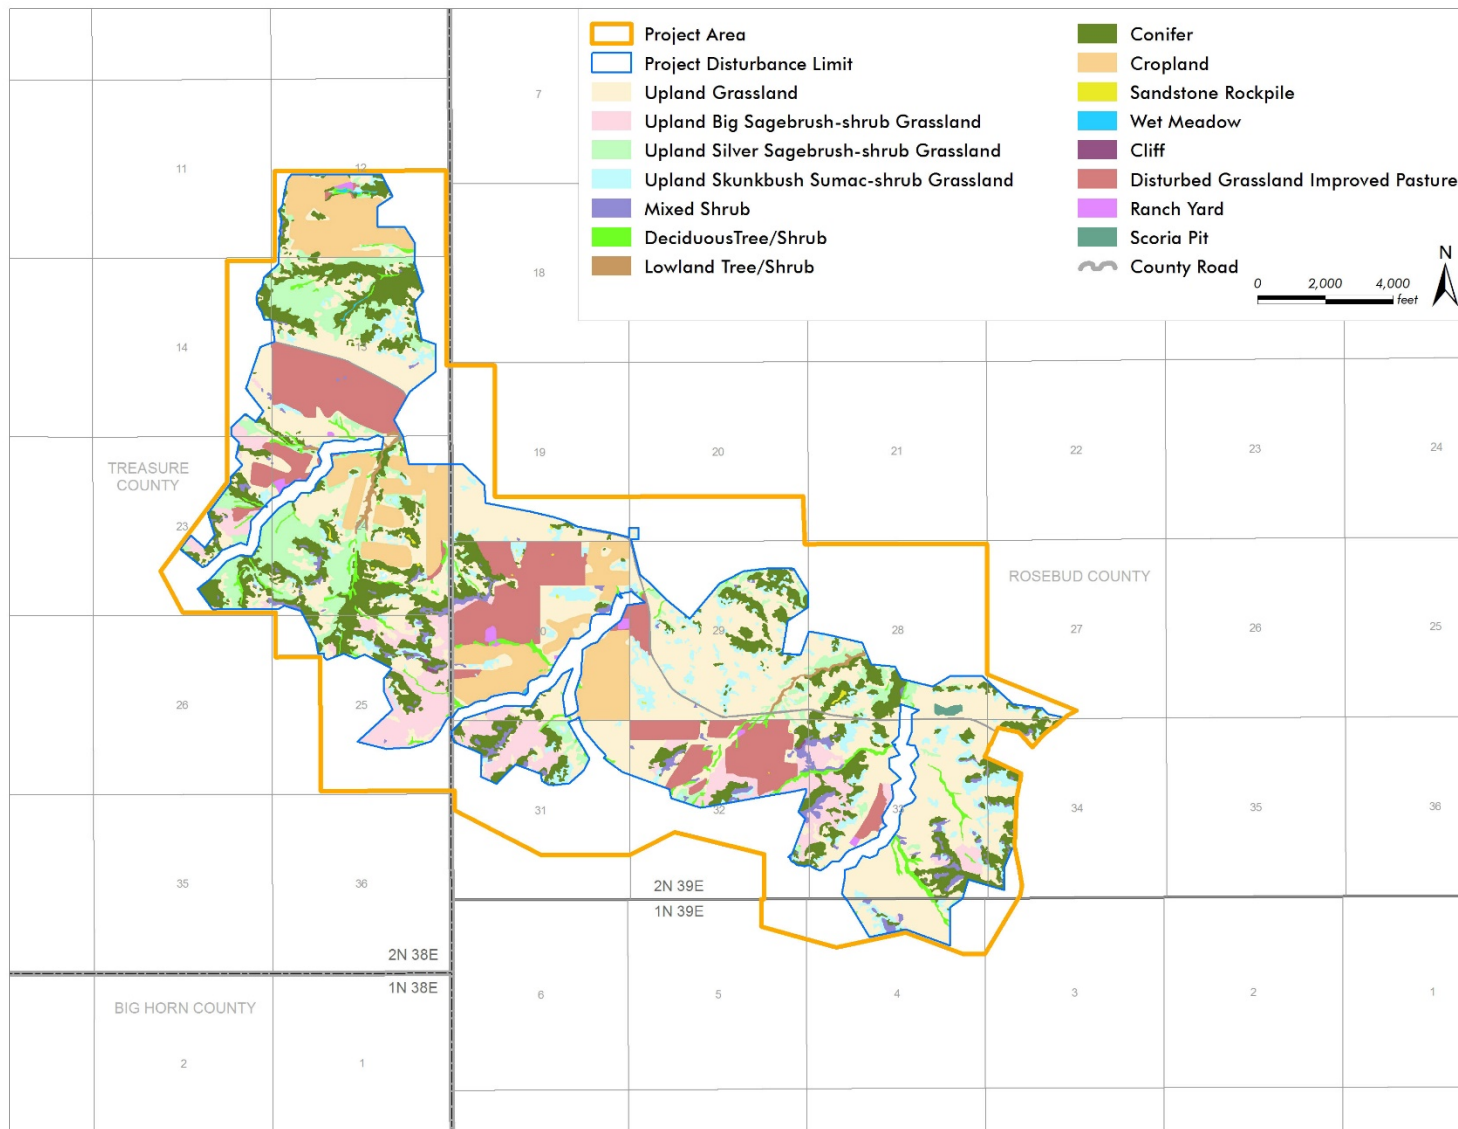 Project Area
Project Disturbance Limit
Upland Grassland
Upland Big Sagebrush-shrub Grassland
Upland Silver Sagebrush-shrub Grassland
Upland Skunkbush Sumac-shrub Grassland
Mixed Shrub
DeciduousTree/Shrub
Lowland Tree/Shrub
Conifer
Cropland
Sandstone Rockpile
Wet Meadow
Cliff
Disturbed Grassland Improved Pasture
Ranch Yard
Scoria Pit
County Road
N
0 2,000 4,000
feet
7
11
12
18
14
13
19
20
21
22
23
24
TREASURE
COUNTY
23
ROSEBUD COUNTY
29
28
27
26
25
26
25
31
32
33
34
35
36
35
36
2N 39E
1N 39E
2N 38E
1N 38E
BIG HORN COUNTY
6
5
4
3
2
1
2
1